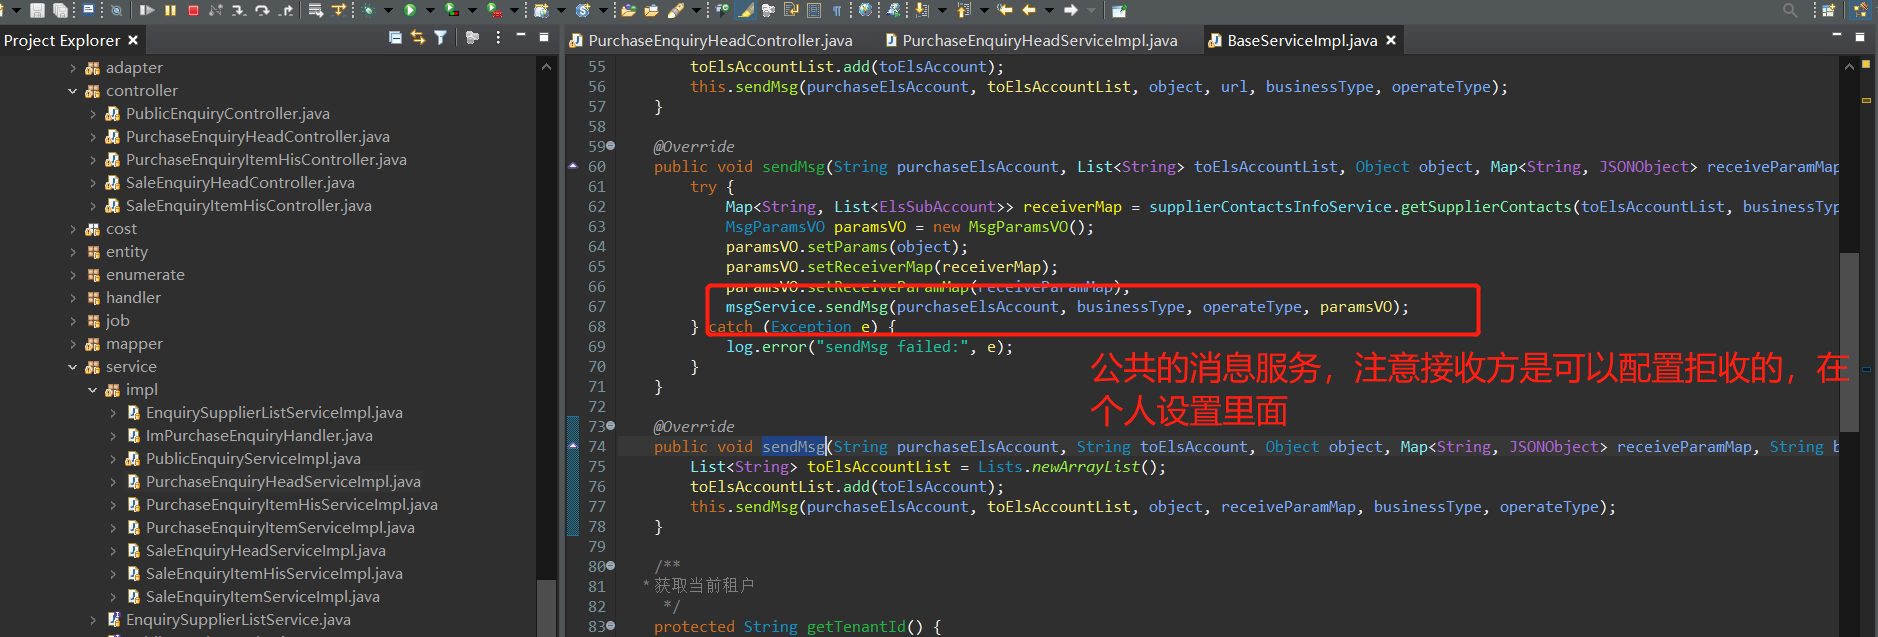 Project Explorer
adapter
controller
PublicEnquiryController.java
PurchaseEnquiryHeadController.java
PurchaseEnquiryItemHisController.java
SaleEnquiryHeadController.java
SaleEnquiryItemHisController.java
cost
entity
enumerate
handler
job
mapper
service
impl
EnquirySupplierListServiceImpl.java
ImPurchaseEnquiryHandler.java
PublicEnquiryServiceImpl.java
PurchaseEnquiryHeadServiceImpl.java
PurchaseEnquiryItemHisServiceImpl.java
PurchaseEnquiryItemServiceImpl.java
SaleEnquiryHeadServiceImpl.java
SaleEnquiryItemHisServiceImpl.java
SaleEnquiryItemServiceImpl.java
EnquirySupplierListService.java
PurchaseEnquiryHeadController.java PurchaseEnquiryHeadServiceImpl.java BaseServiceImpl.java
55 toElsAccountList.add(toElsAccount);
56 this.sendMsg(purchaseElsAccount, toElsAccountList, object, url, businessType, operateType);
57 }
58
59 @Override
60 public void sendMsg(String purchaseElsAccount, List<String> toElsAccountList, Object object, Map<String, JSONObject> receiveParamMap
61 try {
62 Map<String, List<ElsSubAccount>> receiverMap = supplierContactsInfoService.getSupplierContacts(toElsAccountList, businessTyp
63 MsgParamsVO paramsVO = new MsgParamsVO();
64 paramsVO.setParams(object);
65 paramsVO.setReceiverMap(receiverMap);
66 paramsVO.setReceiveParamMap(receiveParamMap);
67 msgService.sendMsg(purchaseElsAccount, businessType, operateType, paramsVO);
68 } catch (Exception e) {
69 log.error("sendMsg failed:", e);
70 }
71 }
72
73 @Override
74 public void sendMsg(String purchaseElsAccount, String toElsAccount, Object object, Map<String, JSONObject> receiveParamMap, String b
75 List<String> toElsAccountList = Lists.newArrayList();
76 toElsAccountList.add(toElsAccount);
77 this.sendMsg(purchaseElsAccount, toElsAccountList, object, receiveParamMap, businessType, operateType);
78 }
79
80 /**
81 * 获取当前租户
82 */
83 protected String getTenantId() {
公共的消息服务，注意接收方是可以配置拒收的，在
个人设置里面